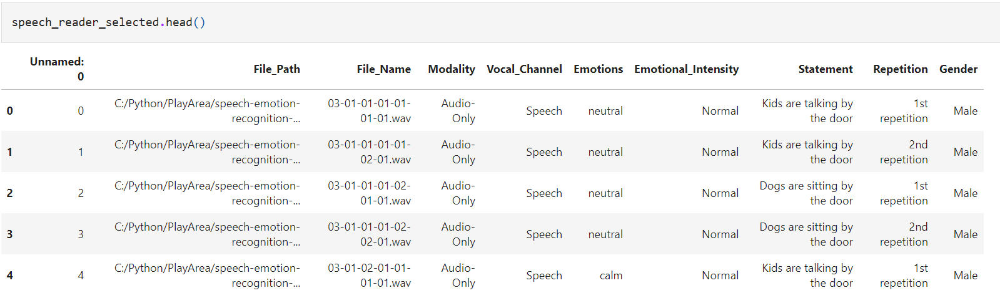 speech_reader_selected.head()
Unnamed: 0 File_Path File_Name Modality Vocal_Channel Emotions Emotional_Intensity Statement Repetition Gender
0 0 C:/Python/PlayArea/speech-emotion-recognition-... 03-01-01-01-01-01-01.wav Audio-Only Speech neutral Normal Kids are talking by the door 1st repetition Male
1 1 C:/Python/PlayArea/speech-emotion-recognition-... 03-01-01-01-01-02-01.wav Audio-Only Speech neutral Normal Kids are talking by the door 2nd repetition Male
2 2 C:/Python/PlayArea/speech-emotion-recognition-... 03-01-01-01-02-01-01.wav Audio-Only Speech neutral Normal Dogs are sitting by the door 1st repetition Male
3 3 C:/Python/PlayArea/speech-emotion-recognition-... 03-01-01-01-02-02-01.wav Audio-Only Speech neutral Normal Dogs are sitting by the door 2nd repetition Male
4 4 C:/Python/PlayArea/speech-emotion-recognition-... 03-01-02-01-01-01-01.wav Audio-Only Speech calm Normal Kids are talking by the door 1st repetition Male